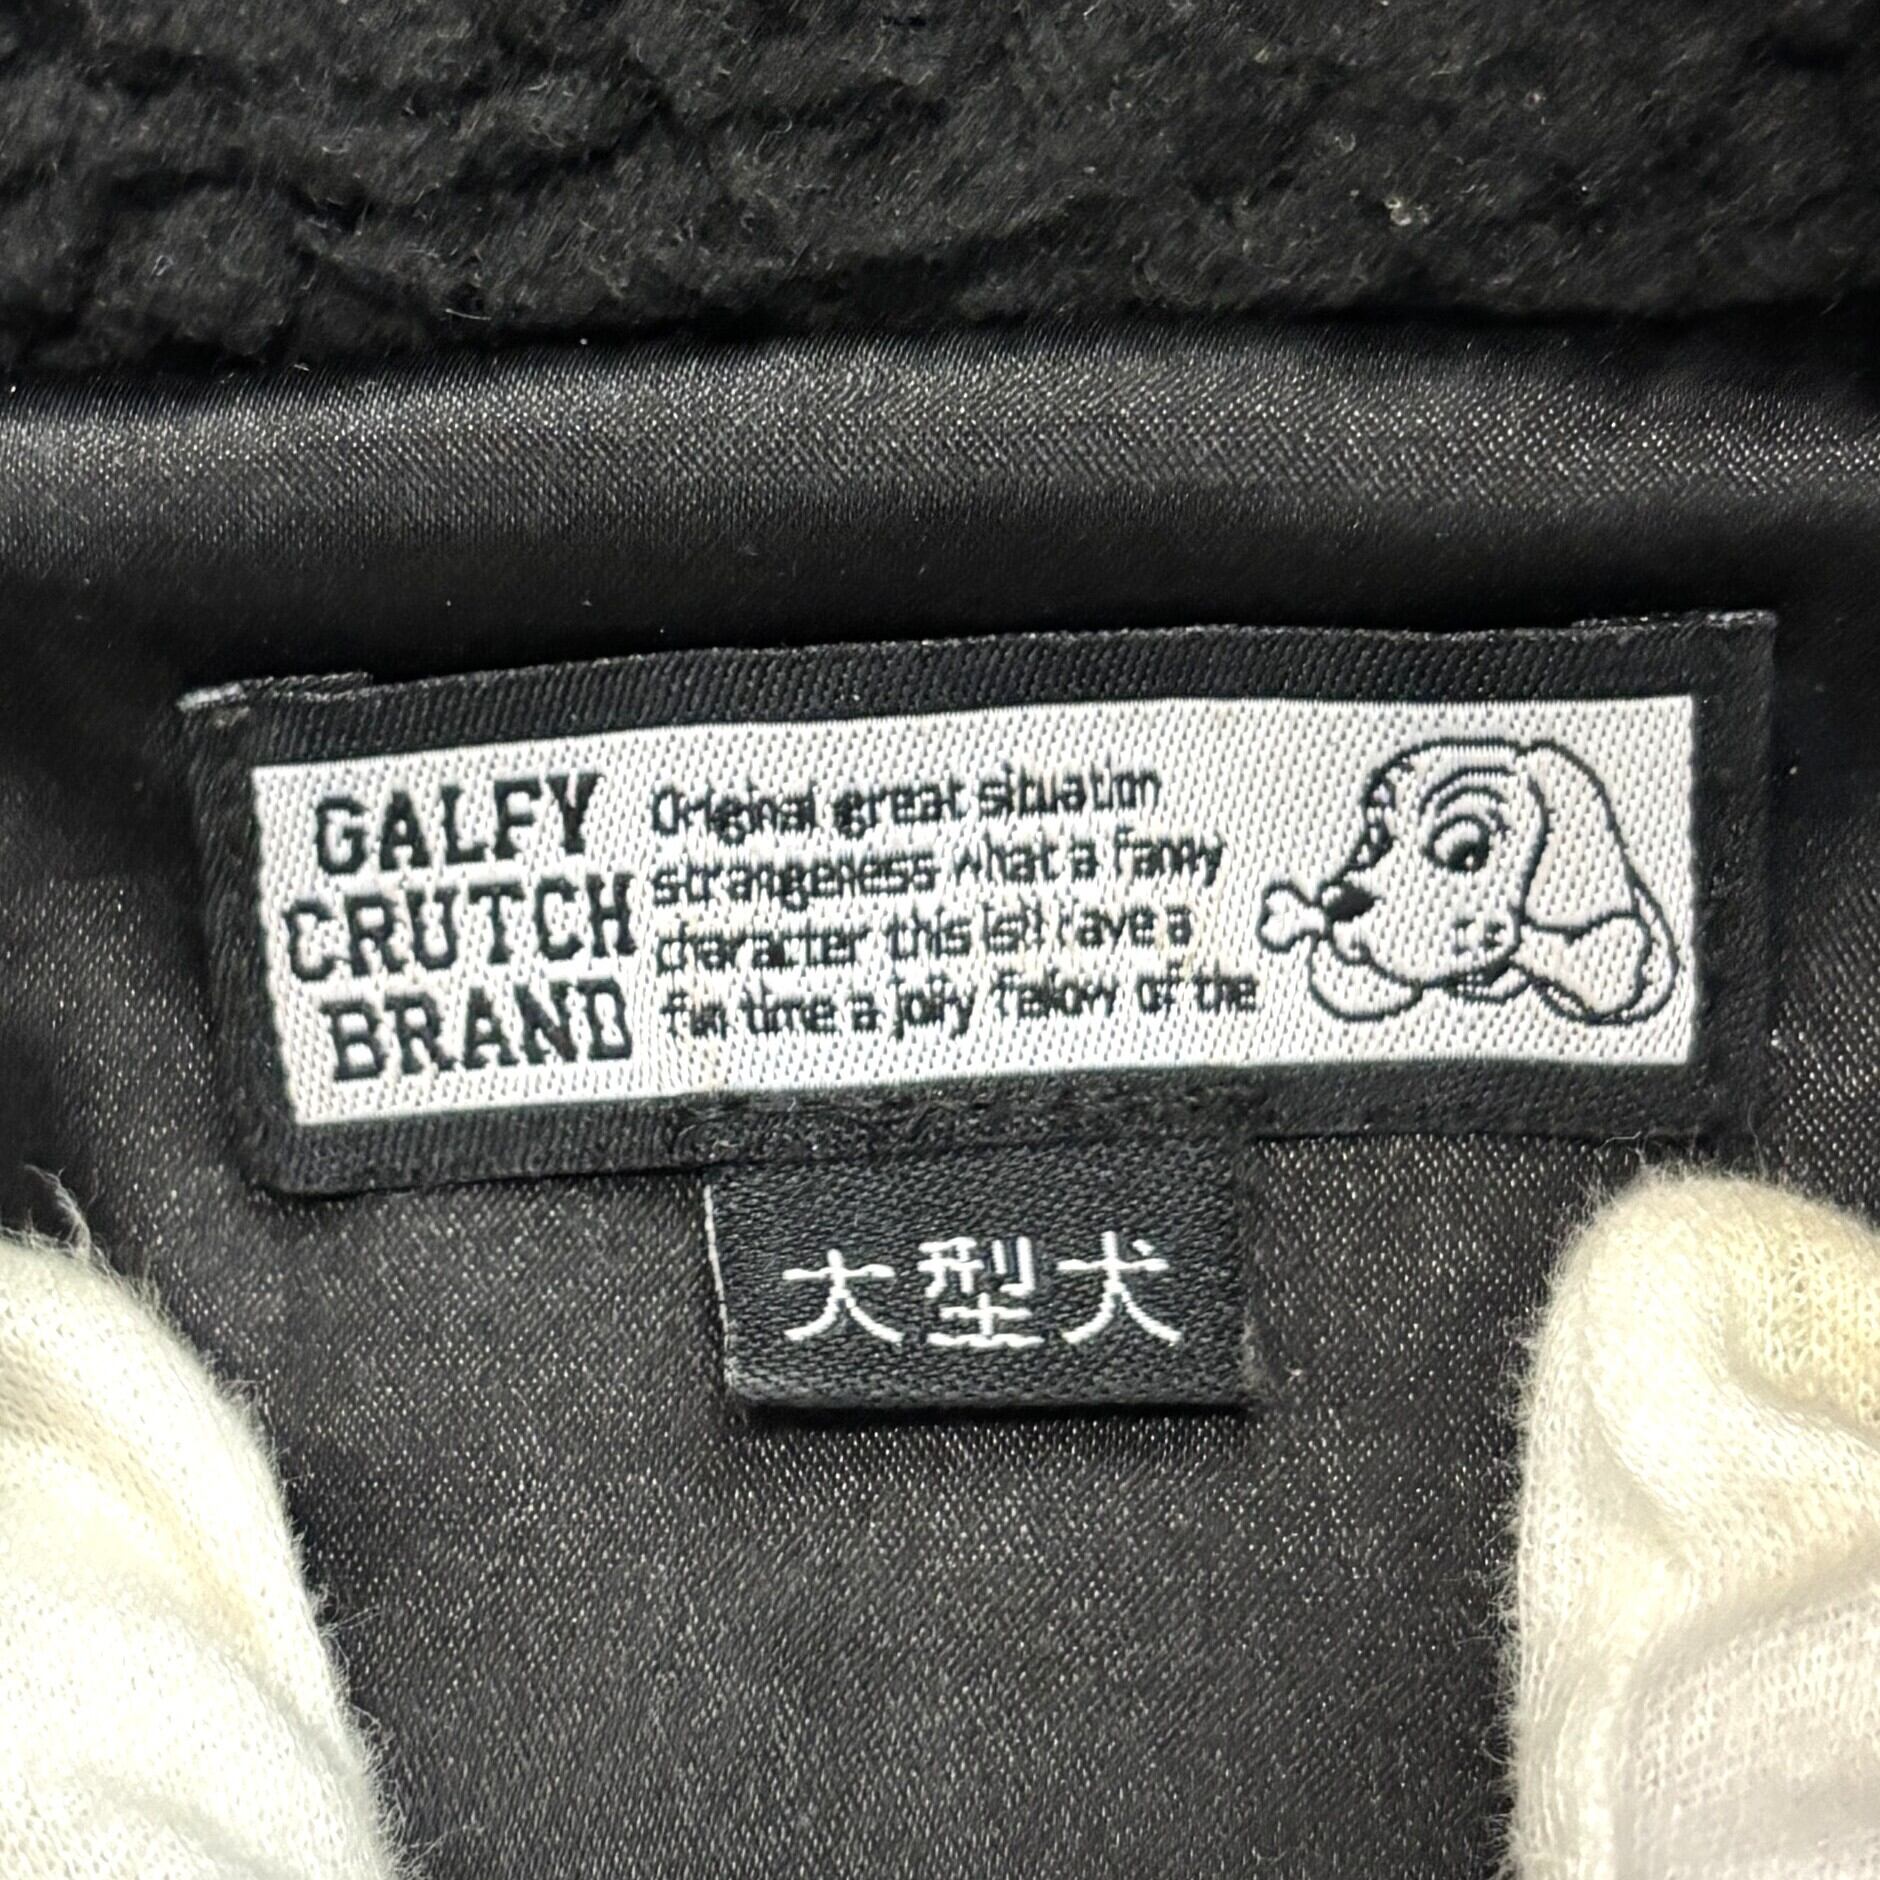 GALFY
CRUTCH
BRAND
Original great situation
strangeness what a fanny
character this is!! Have a
fun time a jolly fellow of the
大型犬